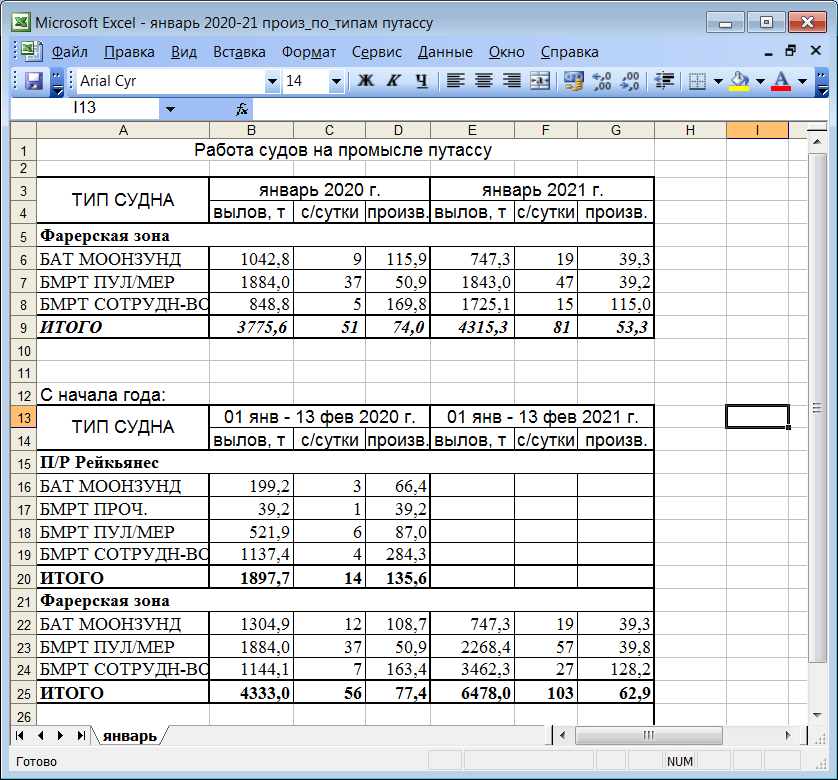 Microsoft Excel - январь 2020-21 произ_по_типам путассу
Файл Правка Вид Вставка Формат Сервис Данные Окно Справка
Arial Cyr 14 Ж К Ч
I13 fx
A B C D E F G H I
1 Работа судов на промысле путассу
2
3 ТИП СУДНА январь 2020 г. январь 2021 г.
4 вылов, т с/сутки произв. вылов, т с/сутки произв.
5 Фарерская зона
6 БАТ МООНЗУНД 1042,8 9 115,9 747,3 19 39,3
7 БМРТ ПУЛ/МЕР 1884,0 37 50,9 1843,0 47 39,2
8 БМРТ СОТРУДН-ВО 848,8 5 169,8 1725,1 15 115,0
9 ИТОГО 3775,6 51 74,0 4315,3 81 53,3
10
11
12 С начала года:
13 ТИП СУДНА 01 янв - 13 фев 2020 г. 01 янв - 13 фев 2021 г.
14 вылов, т с/сутки произв. вылов, т с/сутки произв.
15 П/Р Рейкьянес
16 БАТ МООНЗУНД 199,2 3 66,4
17 БМРТ ПРОЧ. 39,2 1 39,2
18 БМРТ ПУЛ/МЕР 521,9 6 87,0
19 БМРТ СОТРУДН-ВО 1137,4 4 284,3
20 ИТОГО 1897,7 14 135,6
21 Фарерская зона
22 БАТ МООНЗУНД 1304,9 12 108,7 747,3 19 39,3
23 БМРТ ПУЛ/МЕР 1884,0 37 50,9 2268,4 57 39,8
24 БМРТ СОТРУДН-ВО 1144,1 7 163,4 3462,3 27 128,2
25 ИТОГО 4333,0 56 77,4 6478,0 103 62,9
26
январь
Готово NUM